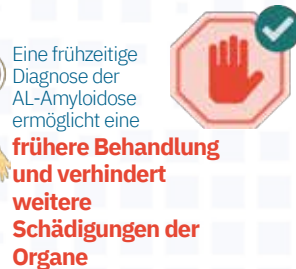 Eine frühzeitige
Diagnose der
AL-Amyloidose
ermöglicht eine
frühere Behandlung
und verhindert
weitere
Schädigungen der
Organe